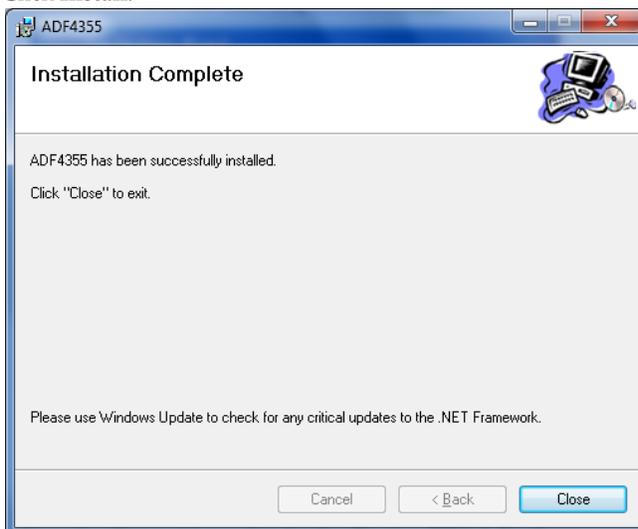 ADF4355
Installation Complete
ADF4355 has been successfully installed.
Click "Close" to exit.
Please use Windows Update to check for any critical updates to the .NET Framework.
Cancel
< Back
Close